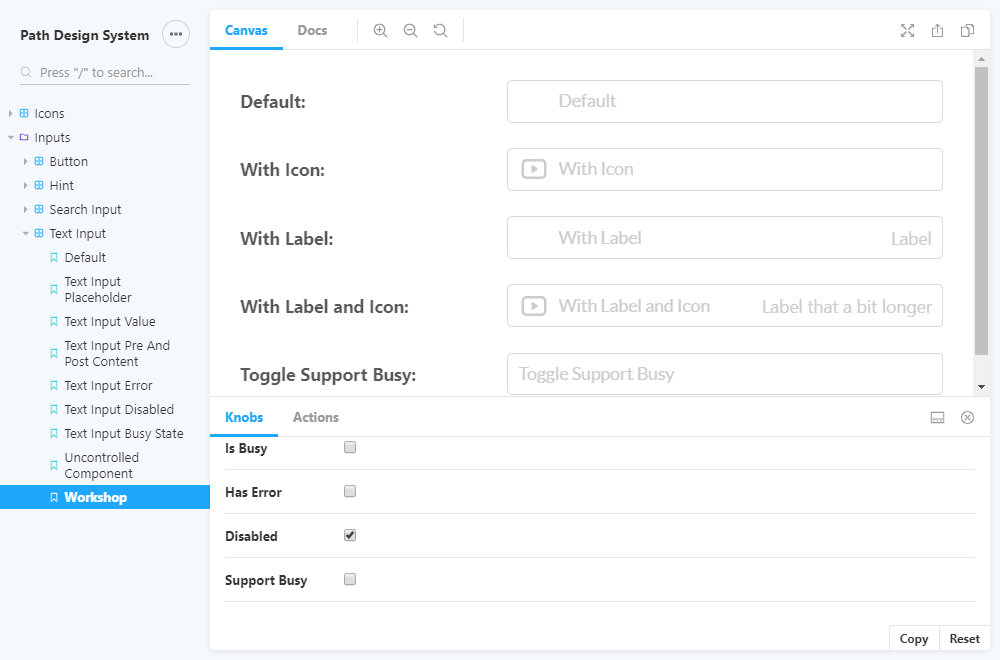 Path Design System
Press "/" to search...
Icons
Inputs
Button
Hint
Search Input
Text Input
Default
Text Input
Placeholder
Text Input Value
Text Input Pre And
Post Content
Text Input Error
Text Input Disabled
Text Input Busy State
Uncontrolled
Component
Workshop
Canvas Docs
Default: Default
With Icon: With Icon
With Label: With Label Label
With Label and Icon: With Label and Icon Label that a bit longer
Toggle Support Busy: Toggle Support Busy
Knobs Actions
Is Busy
Has Error
Disabled
Support Busy
Copy Reset